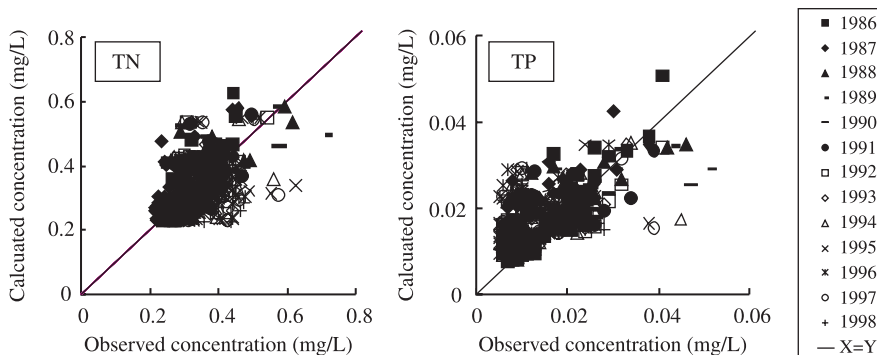 TN
Calcuated concentration (mg/L)
0.8
0.6
0.4
0.2
0
0 0.2 0.4 0.6 0.8
Observed concentration (mg/L)
TP
Calcuated concentration (mg/L)
0.06
0.04
0.02
0.00
0 0.02 0.04 0.06
Observed concentration (mg/L)
1986
1987
1988
1989
1990
1991
1992
1993
1994
1995
1996
1997
1998
X=Y